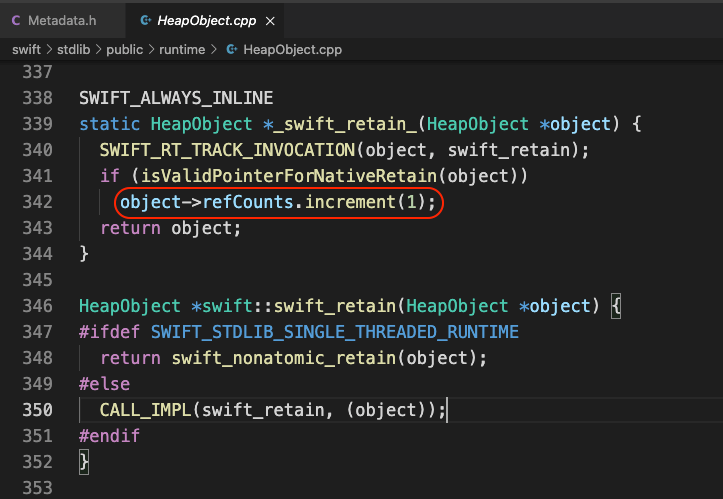 Metadata.h HeapObject.cpp
swift > stdlib > public > runtime > HeapObject.cpp
337
338 SWIFT_ALWAYS_INLINE
339 static HeapObject *_swift_retain_(HeapObject *object) {
340   SWIFT_RT_TRACK_INVOCATION(object, swift_retain);
341   if (isValidPointerForNativeRetain(object))
342     object->refCounts.increment(1);
343   return object;
344 }
345
346 HeapObject *swift::swift_retain(HeapObject *object) {
347 #ifdef SWIFT_STDLIB_SINGLE_THREADED_RUNTIME
348   return swift_nonatomic_retain(object);
349 #else
350   CALL_IMPL(swift_retain, (object));
351 #endif
352 }
353